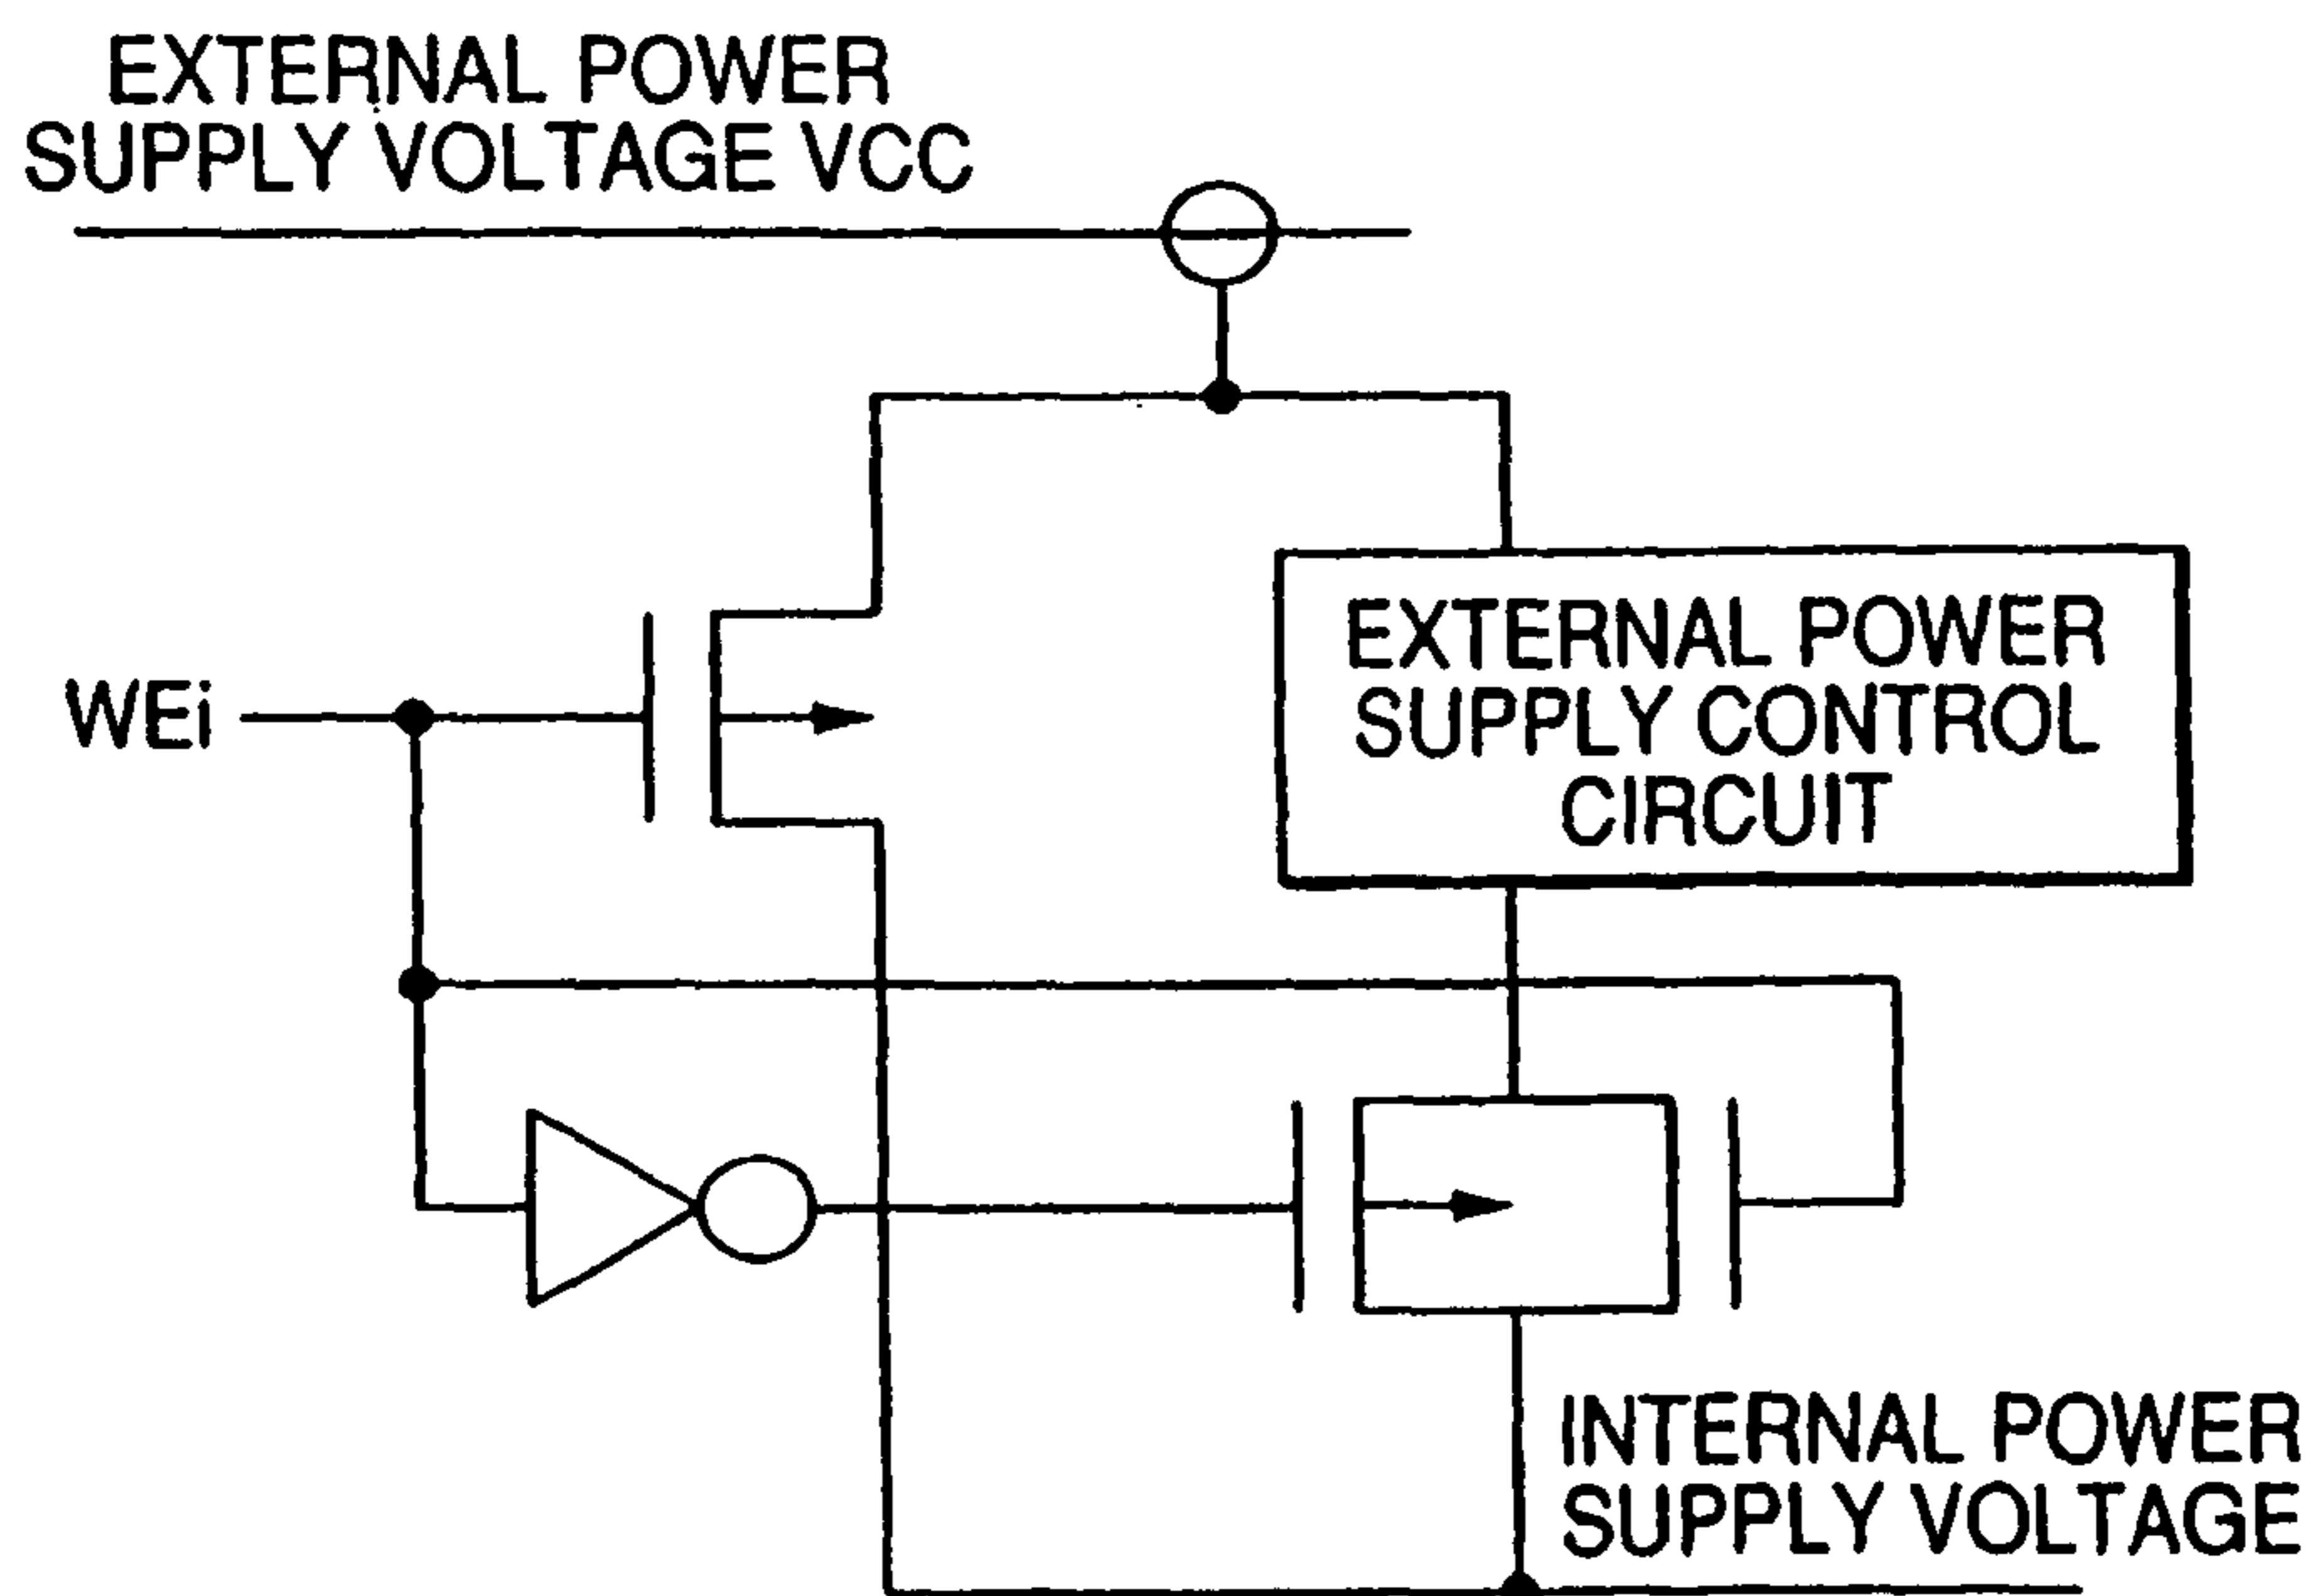 EXTERNAL POWER
SUPPLY VOLTAGE VCC
WEi
EXTERNAL POWER
SUPPLY CONTROL
CIRCUIT
INTERNAL POWER
SUPPLY VOLTAGE